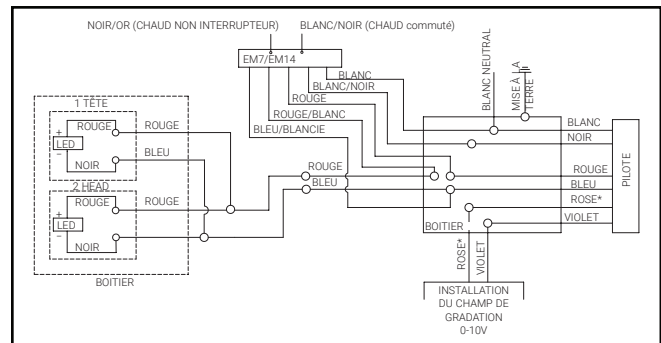 NOIR/OR (CHAUD NON INTERRUPTEUR)
BLANC/NOIR (CHAUD commuté)
EM7/EM14
BLANC
BLANC/NOIR
ROUGE
ROUGE/BLANC
BLEU/BLANCIE
BLANC NEUTRAL
MISE À LA
TERRE
1 TÊTE
+
ROUGE
LED
–
NOIR
ROUGE
BLEU
2 HEAD
ROUGE
+
LED
–
NOIR
ROUGE
BOITIER
ROUGE
BLEU
BLANC
NOIR
ROUGE
BLEU
ROSE*
VIOLET
PILOTE
BOITIER
ROSE*
VIOLET
INSTALLATION
DU CHAMP DE
GRADATION
0-10V